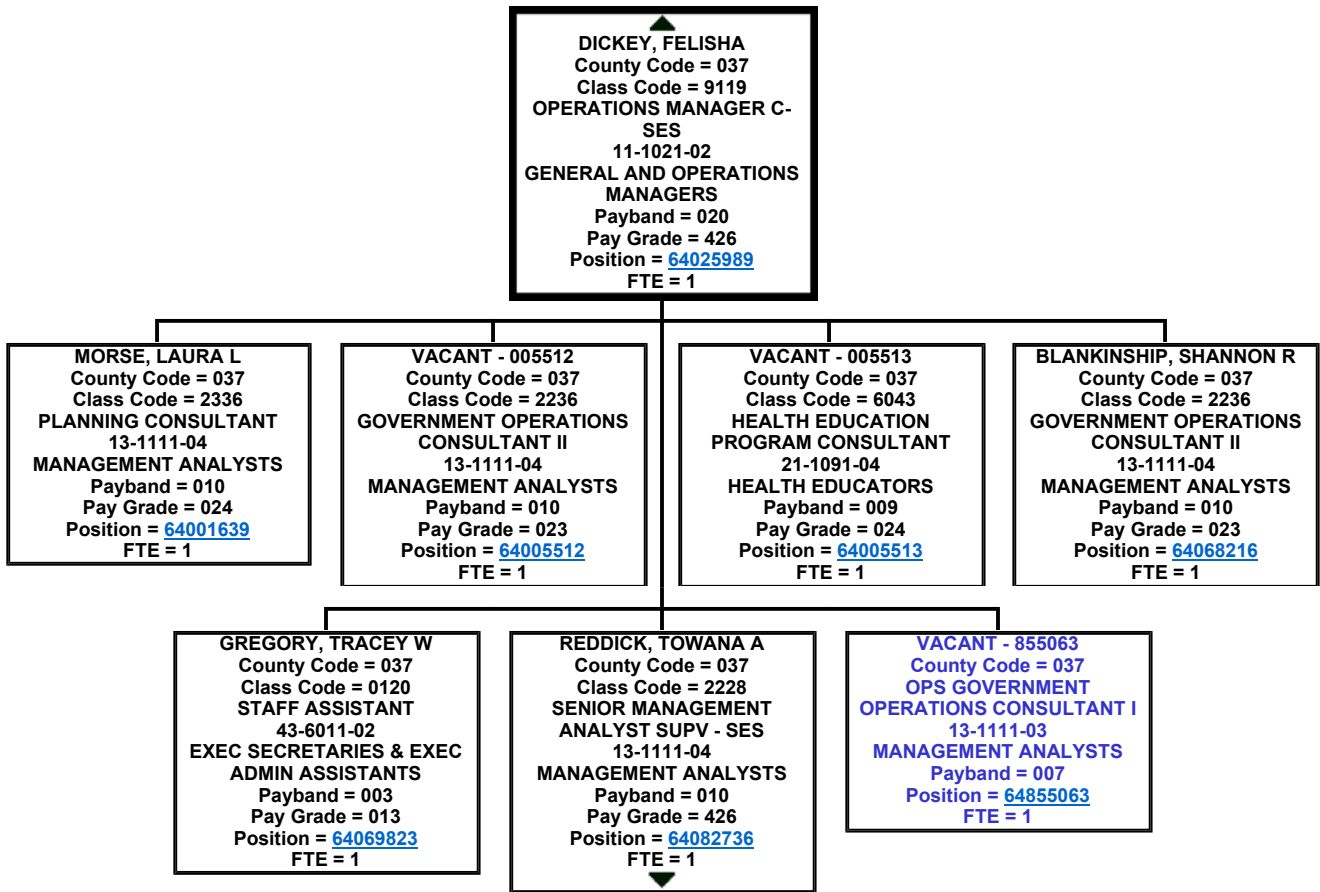 DICKEY, FELISHA
County Code = 037
Class Code = 9119
OPERATIONS MANAGER C-
SES
11-1021-02
GENERAL AND OPERATIONS
MANAGERS
Payband = 020
Pay Grade = 426
Position = 64025989
FTE = 1
MORSE, LAURA L
County Code = 037
Class Code = 2336
PLANNING CONSULTANT
13-1111-04
MANAGEMENT ANALYSTS
Payband = 010
Pay Grade = 024
Position = 64001639
FTE = 1
VACANT - 005512
County Code = 037
Class Code = 2236
GOVERNMENT OPERATIONS
CONSULTANT II
13-1111-04
MANAGEMENT ANALYSTS
Payband = 010
Pay Grade = 023
Position = 64005512
FTE = 1
VACANT - 005513
County Code = 037
Class Code = 6043
HEALTH EDUCATION
PROGRAM CONSULTANT
21-1091-04
HEALTH EDUCATORS
Payband = 009
Pay Grade = 024
Position = 64005513
FTE = 1
BLANKINSHIP, SHANNON R
County Code = 037
Class Code = 2236
GOVERNMENT OPERATIONS
CONSULTANT II
13-1111-04
MANAGEMENT ANALYSTS
Payband = 010
Pay Grade = 023
Position = 64068216
FTE = 1
GREGORY, TRACEY W
County Code = 037
Class Code = 0120
STAFF ASSISTANT
43-6011-02
EXEC SECRETARIES & EXEC
ADMIN ASSISTANTS
Payband = 003
Pay Grade = 013
Position = 64069823
FTE = 1
REDDICK, TOWANA A
County Code = 037
Class Code = 2228
SENIOR MANAGEMENT
ANALYST SUPV - SES
13-1111-04
MANAGEMENT ANALYSTS
Payband = 010
Pay Grade = 426
Position = 64082736
FTE = 1
VACANT - 855063
County Code = 037
OPS GOVERNMENT
OPERATIONS CONSULTANT I
13-1111-03
MANAGEMENT ANALYSTS
Payband = 007
Position = 64855063
FTE = 1